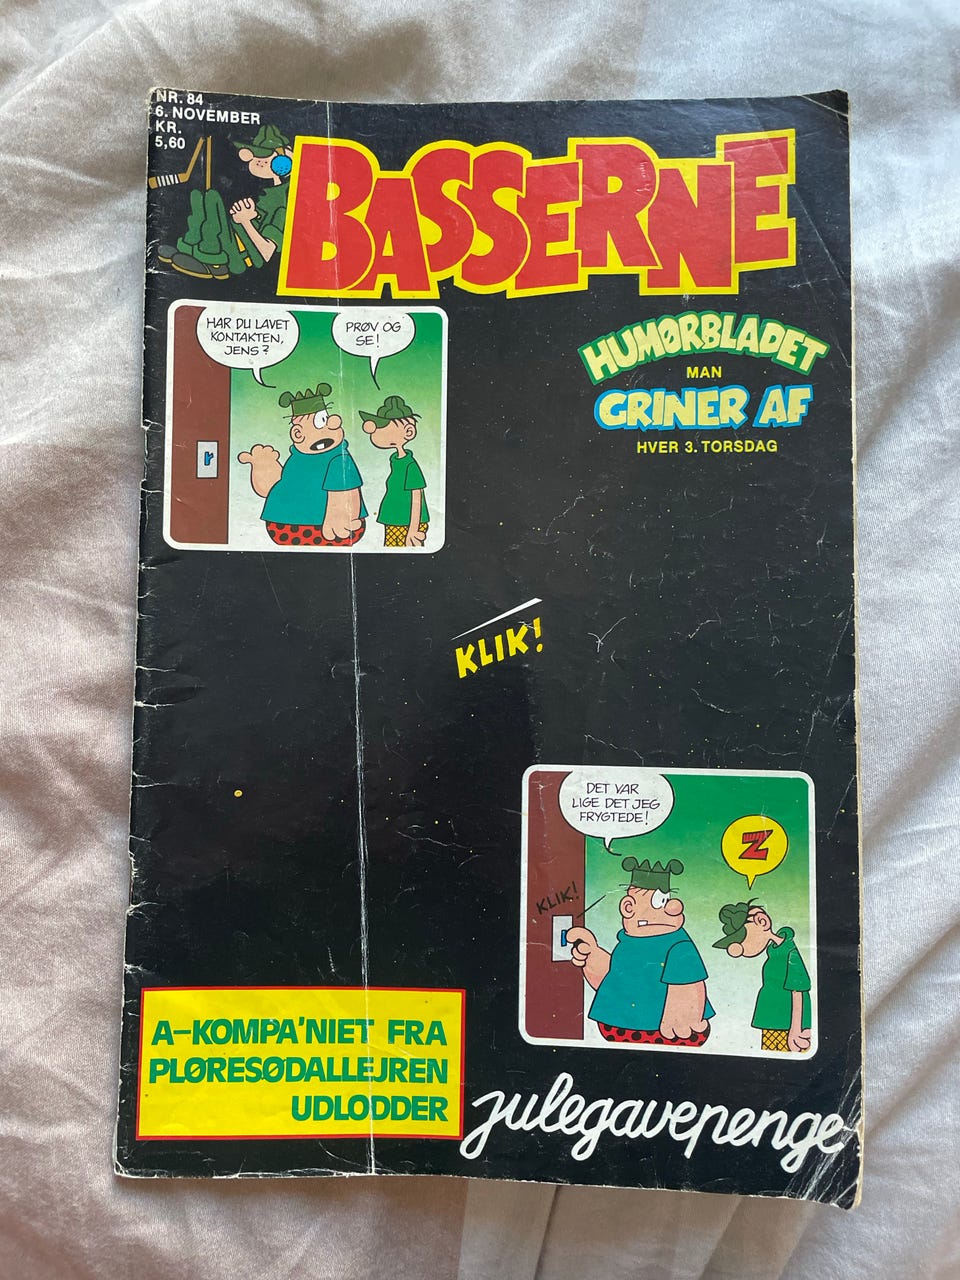 NR. 84
6. NOVEMBER
KR.
5,60
BASSERNE
HAR DU LAVET
KONTAKTEN,
JENS?
PRØV OG
SE!
HUMØRBLADET
MAN
GRINER AF
HVER 3. TORSDAG
KLIK!
DET VAR
LIGE DET JEG
FRYGTEDE!
Z
KLIK!
A-KOMPA'NIET FRA
PLØRESØDALLEJREN
UDLODDER
julegavepenge